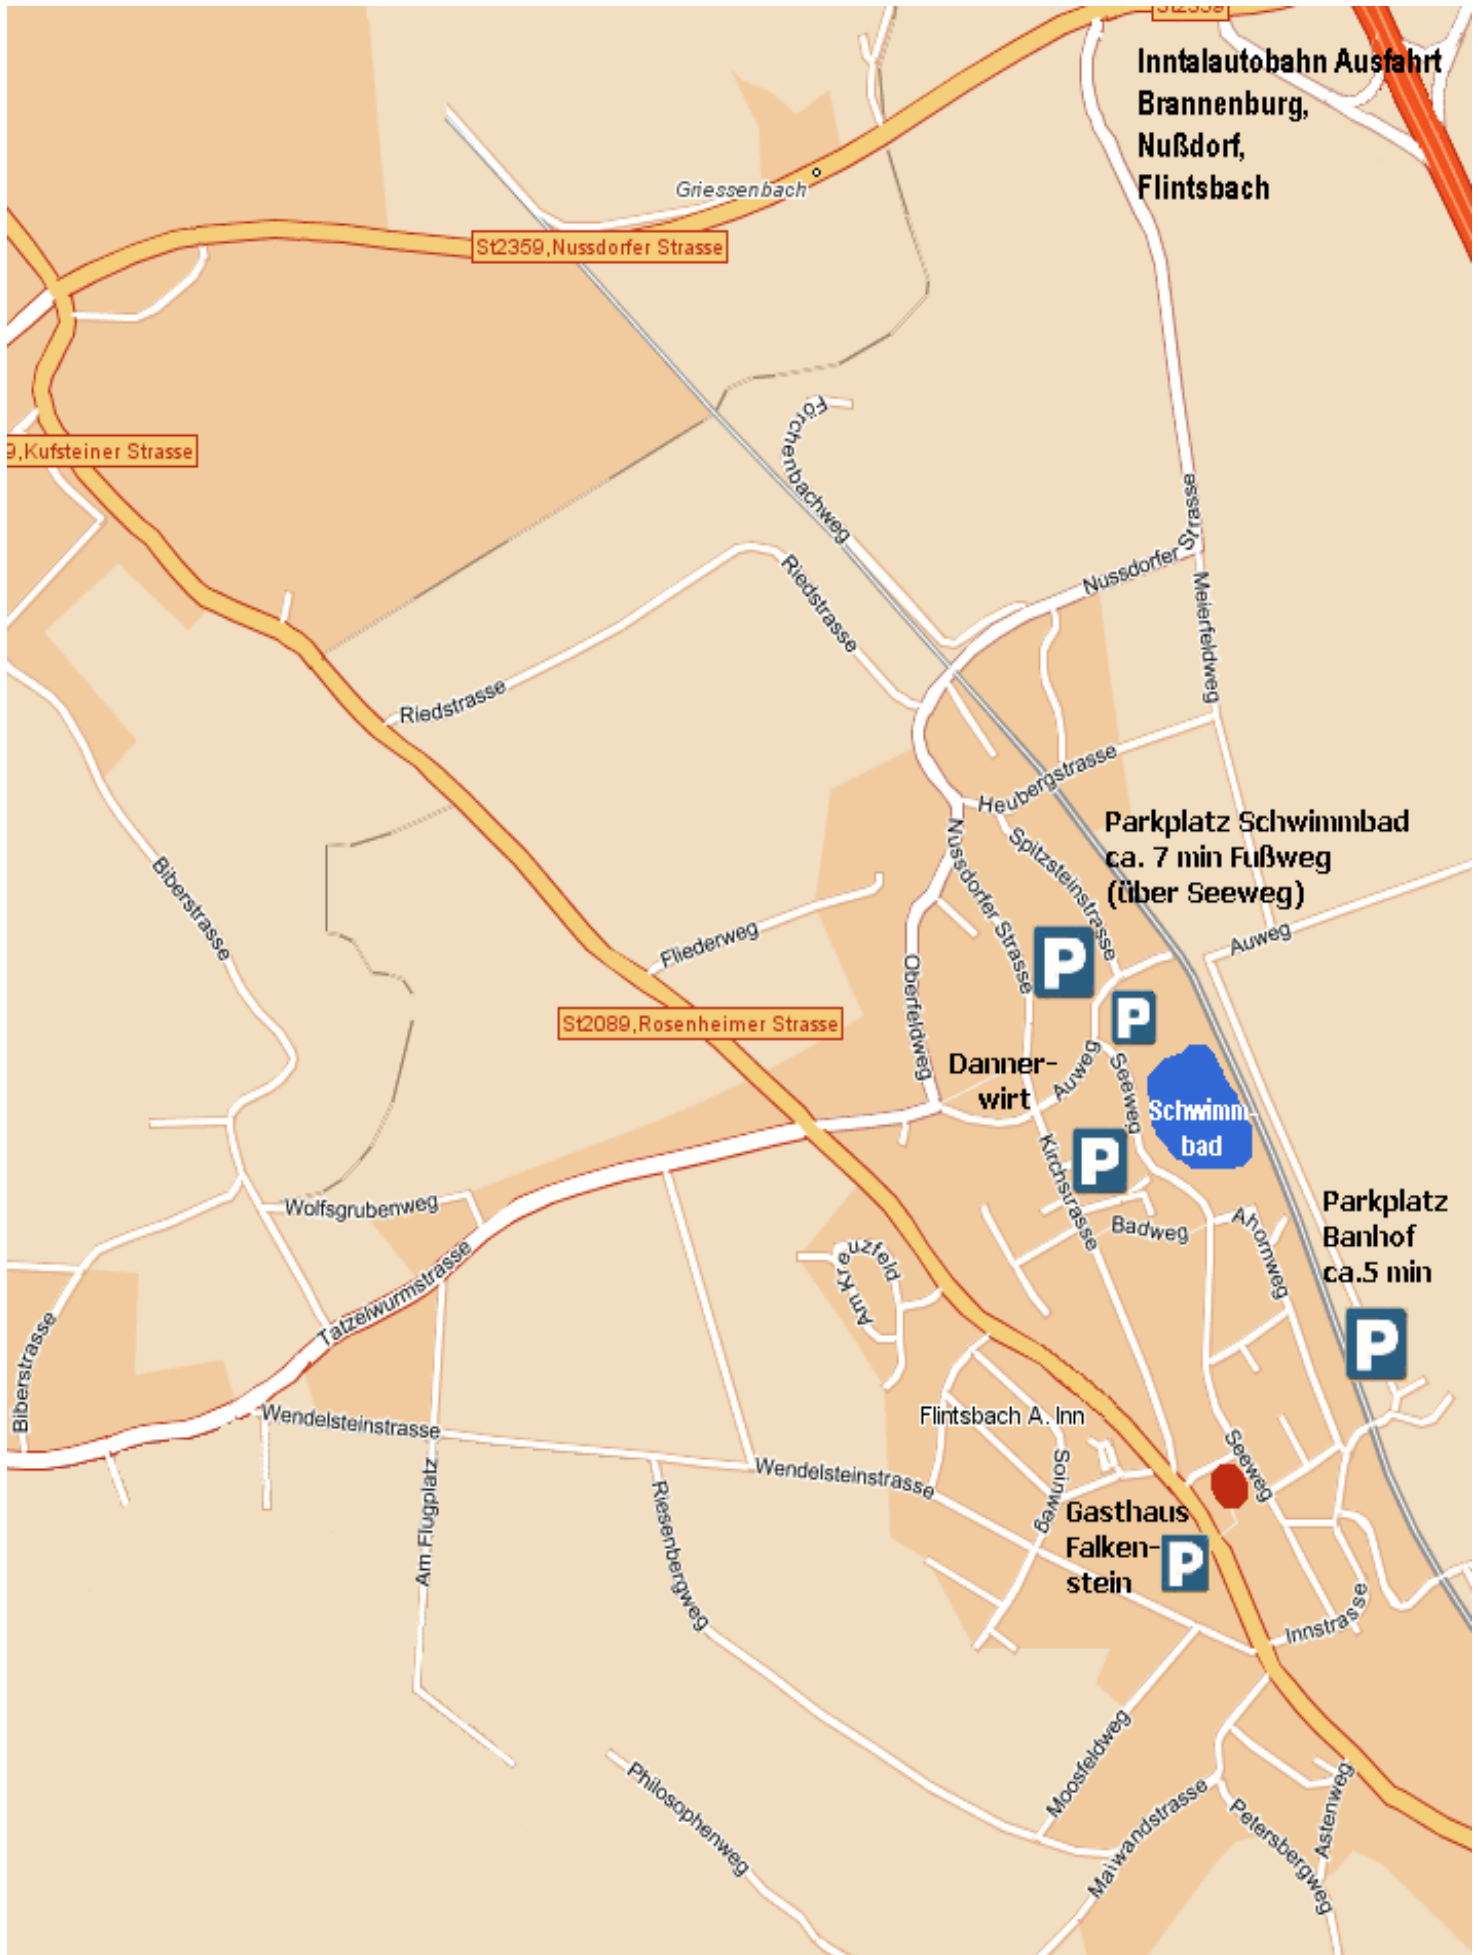 St2359
Inntalautobahn Ausfahrt
Brannenburg,
Nußdorf,
Flintsbach
Griessenbach
St2359,Nussdorfer Strasse
9,Kufsteiner Strasse
Förchenbachweg
Nussdorfer Strasse
Riedstrasse
Meierfeldweg
Riedstrasse
Heubergstrasse
Parkplatz Schwimmbad
ca. 7 min Fußweg
(über Seeweg)
Spitzsteinstrasse
Nussdorfer Strasse
Biberstrasse
Fliederweg
Auweg
P
Oberfeldweg
St2089,Rosenheimer Strasse
P
Danner-
wirt
Auweg
Seeweg
Schwimm-
bad
P
Kirchstrasse
Wolfsgrubenweg
Badweg
Ahornweg
Parkplatz
Banhof
ca.5 min
Am Kreuzfeld
Tatzelwurmstrasse
P
Biberstrasse
Wendelsteinstrasse
Flintsbach A. Inn
Seeweg
Wendelsteinstrasse
Soinweg
Am Flugplatz
Riesenbergweg
Gasthaus
Falken-
stein
P
Innstrasse
Moosfeldweg
Philosophenweg
Maiwandstrasse
Petersbergweg
Astenweg